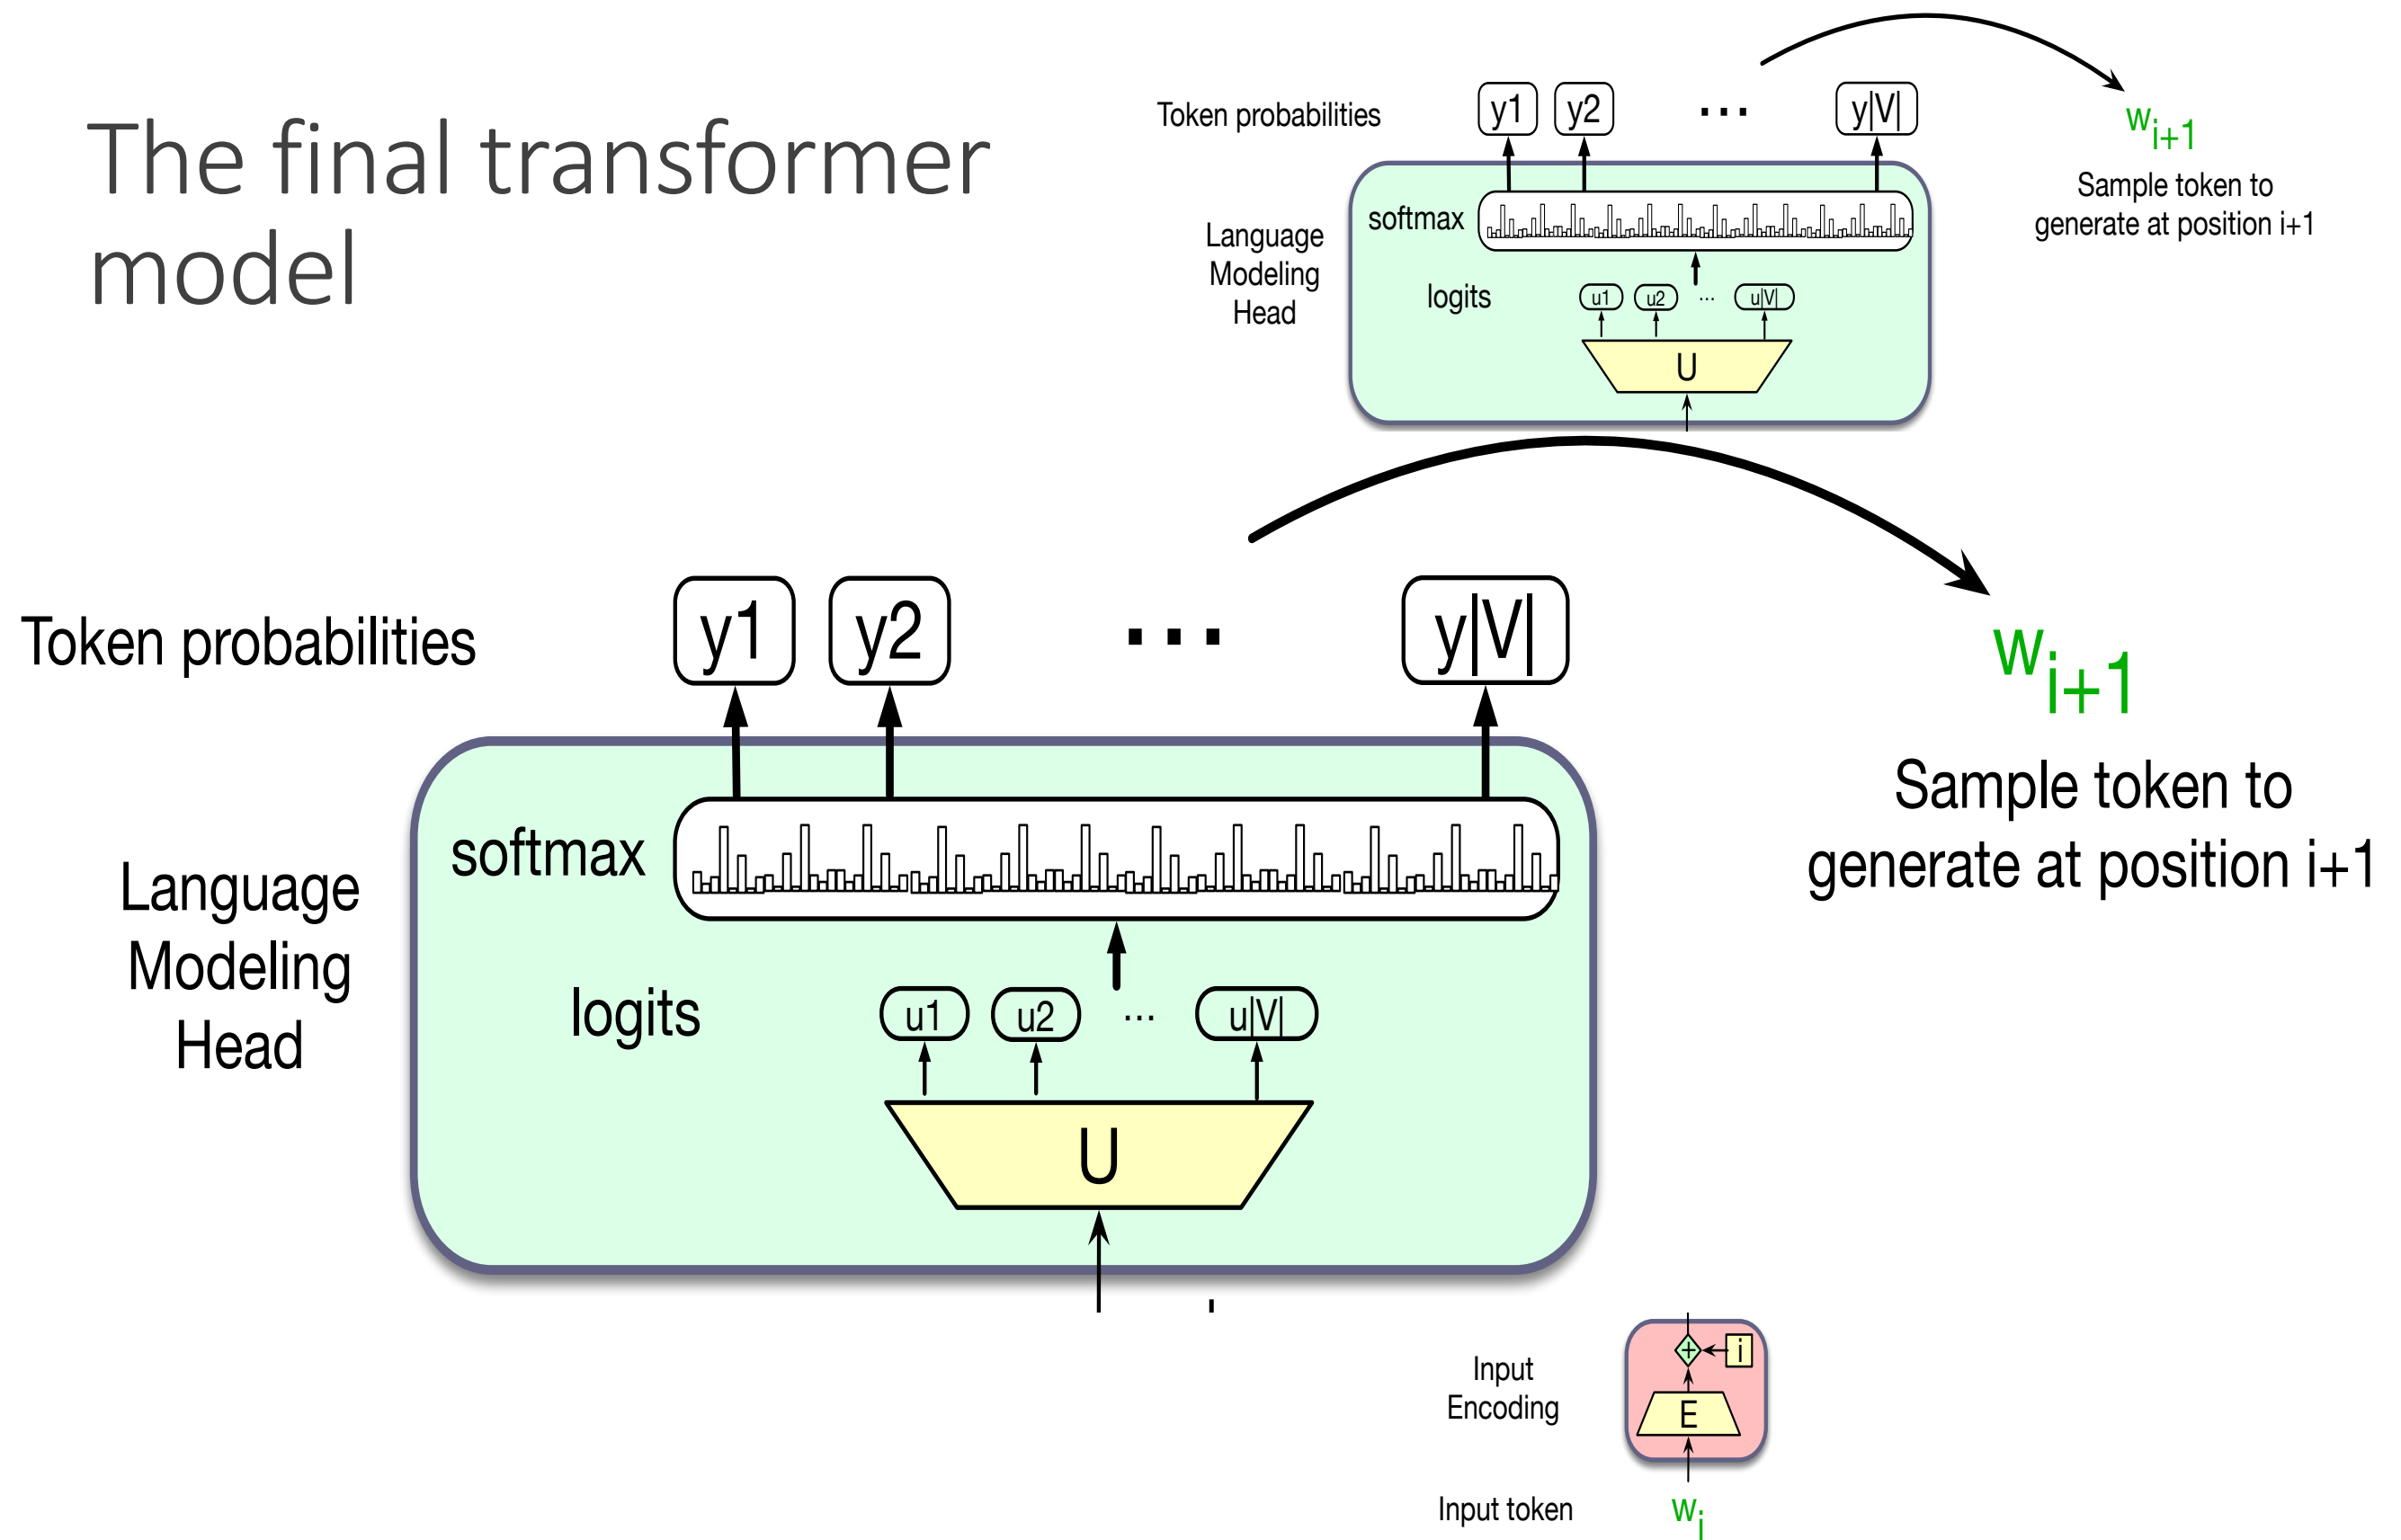 The final transformer
model
Token probabilities
y1 y2 ... y|V|
w i+1
Sample token to
generate at position i+1
Language
Modeling
Head
softmax
logits
u1 u2 ... u|V|
U
Token probabilities
y1 y2 ... y|V|
w i+1
Sample token to
generate at position i+1
Language
Modeling
Head
softmax
logits
u1 u2 ... u|V|
U
Input
Encoding
+ i
E
Input token
w i